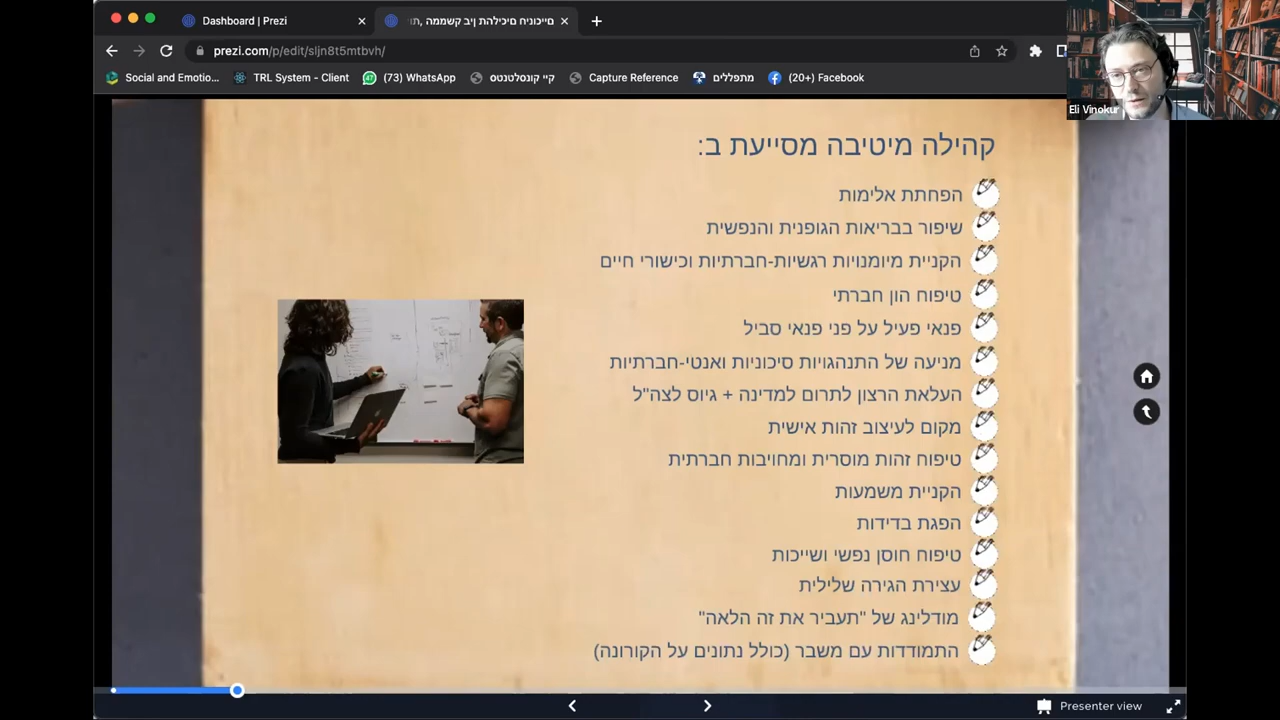 Dashboard | Prezi
prezi.com/p/edit/sljn8t5mtbvh/
Social and Emotio...
TRL System - Client
(73) WhatsApp
קיי קונסלטנטס
Capture Reference
מתפללים
(20+) Facebook
Eli Vinokur
קהילה מיטיבה מסייעת ב:
הפחתת אלימות
שיפור בבריאות הגופנית והנפשית
הקניית מיומנויות רגשיות-חברתיות וכישורי חיים
טיפוח הון חברתי
פנאי פעיל על פני פנאי סביל
מניעה של התנהגויות סיכוניות ואנטי-חברתיות
העלאת הרצון לתרום למדינה + גיוס לצה"ל
מקום לעיצוב זהות אישית
טיפוח זהות מוסרית ומחויבות חברתית
הקניית משמעות
הפגת בדידות
טיפוח חוסן נפשי ושייכות
עצירת הגירה שלילית
מודלינג של "תעביר את זה הלאה"
התמודדות עם משבר (כולל נתונים על הקורונה)
Presenter view